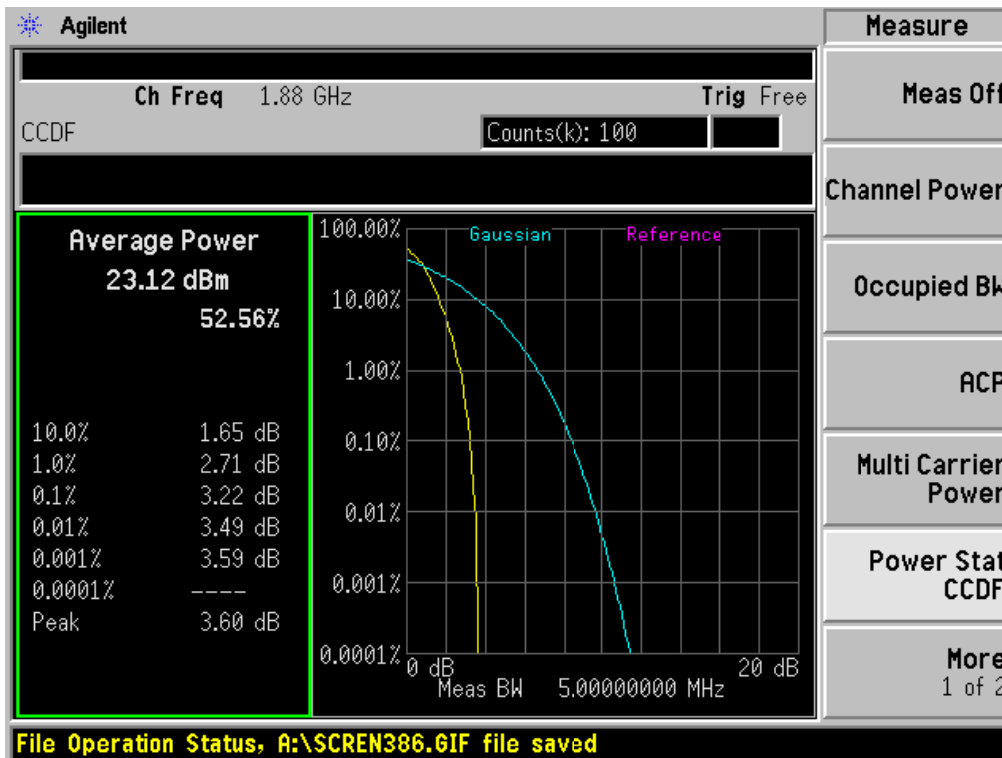 Agilent
Measure
Ch Freq 1.88 GHz
Trig Free
Meas Off
CCDF
Counts(k): 100
Channel Power
Average Power
23.12 dBm
52.56%
10.0% 1.65 dB
1.0% 2.71 dB
0.1% 3.22 dB
0.01% 3.49 dB
0.001% 3.59 dB
0.0001% ----
Peak 3.60 dB
100.00%
10.00%
1.00%
0.10%
0.01%
0.001%
0.0001%
Gaussian
Reference
0 dB
20 dB
Meas BW 5.00000000 MHz
Occupied BW
ACP
Multi Carrier
Power
Power Stat
CCDF
More
1 of 2
File Operation Status, A:\SCREN386.GIF file saved